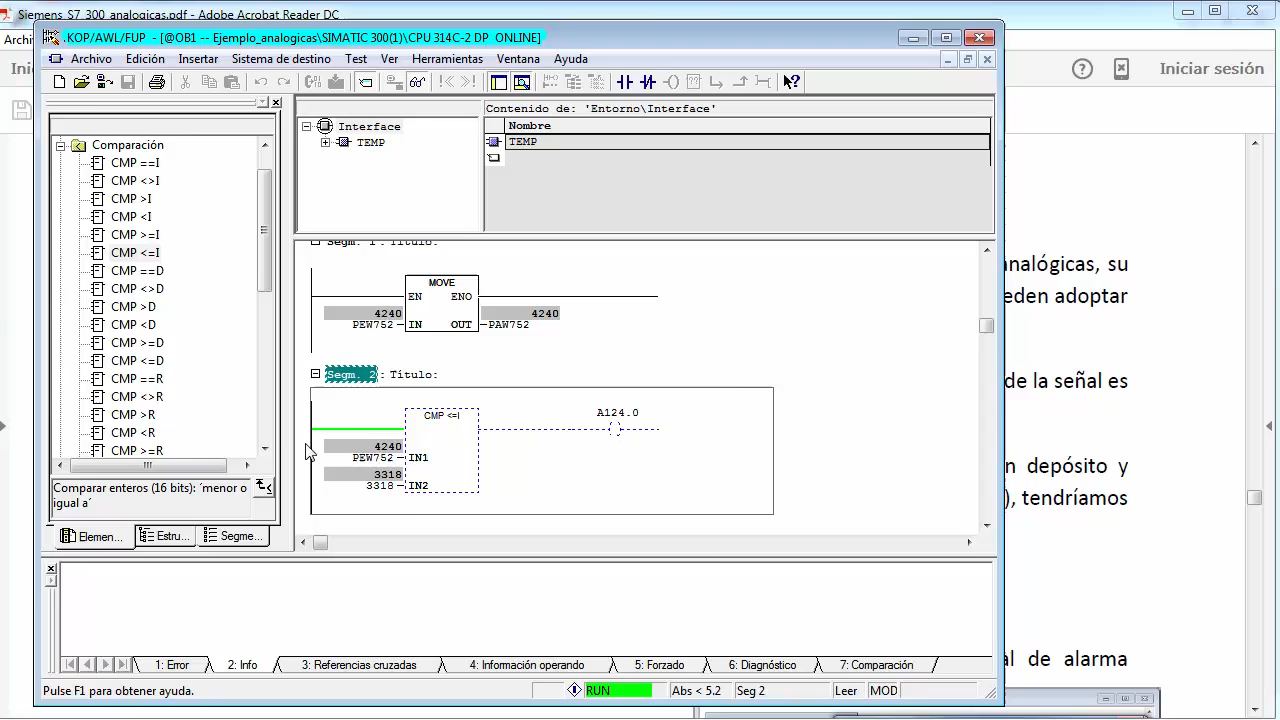 Siemens_S7_300_analogicas.pdf - Adobe Acrobat Reader DC
KOP/AWL/FUP - [@OB1 -- Ejemplo_analogicas\SIMATIC 300(1)\CPU 314C-2 DP ONLINE]
Archivo Edición Insertar Sistema de destino Test Ver Herramientas Ventana Ayuda
Iniciar sesión
Contenido de: 'Entorno\Interface'
Interface
TEMP
Nombre
TEMP
Comparación
CMP ==I
CMP <>I
CMP >I
CMP <I
CMP >=I
CMP <=I
CMP ==D
CMP <>D
CMP >D
CMP <D
CMP >=D
CMP <=D
CMP ==R
CMP <>R
CMP >R
CMP <R
CMP >=R
Comparar enteros (16 bits): ´menor o
igual a´
Elemen... Estru... Segme...
Segm. 1 : Título:
MOVE
EN ENO
4240 4240
PEW752 IN OUT PAW752
Segm. 2 : Título:
CMP <=I A124.0
4240
PEW752 IN1
3318
3318 IN2
analógicas, su
eden adoptar
de la señal es
n depósito y
), tendríamos
al de alarma
1: Error 2: Info 3: Referencias cruzadas 4: Información operando 5: Forzado 6: Diagnóstico 7: Comparación
Pulse F1 para obtener ayuda. RUN Abs < 5.2 Seg 2 Leer MOD